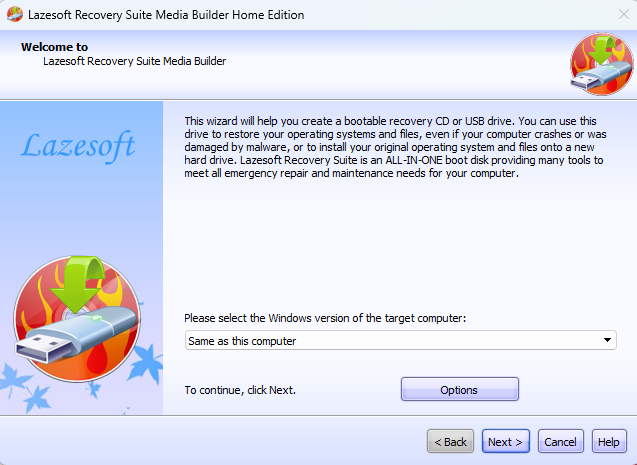 Lazesoft Recovery Suite Media Builder Home Edition
Welcome to
Lazesoft Recovery Suite Media Builder
Lazesoft
This wizard will help you create a bootable recovery CD or USB drive. You can use this
drive to restore your operating systems and files, even if your computer crashes or was
damaged by malware, or to install your original operating system and files onto a new
hard drive. Lazesoft Recovery Suite is an ALL-IN-ONE boot disk providing many tools to
meet all emergency repair and maintenance needs for your computer.
Please select the Windows version of the target computer:
Same as this computer
To continue, click Next.
Options
< Back
Next >
Cancel
Help